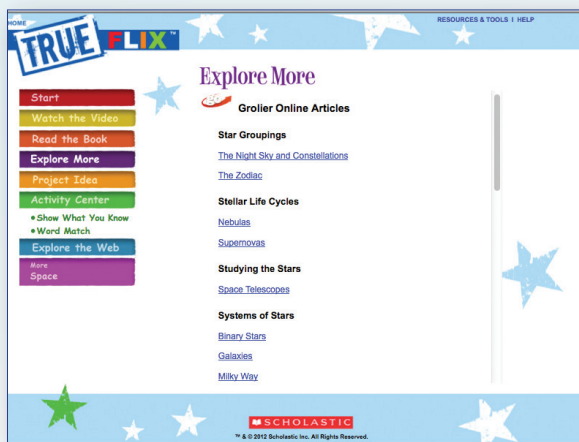 HOME
RESOURCES & TOOLS | HELP
TRUE FLIX™
Explore More
Start
Watch the Video
Read the Book
Explore More
Project Idea
Activity Center
•Show What You Know
•Word Match
Explore the Web
More
Space
Grolier Online Articles
Star Groupings
The Night Sky and Constellations
The Zodiac
Stellar Life Cycles
Nebulas
Supernovas
Studying the Stars
Space Telescopes
Systems of Stars
Binary Stars
Galaxies
Milky Way
SCHOLASTIC
™ & © 2012 Scholastic Inc. All Rights Reserved.